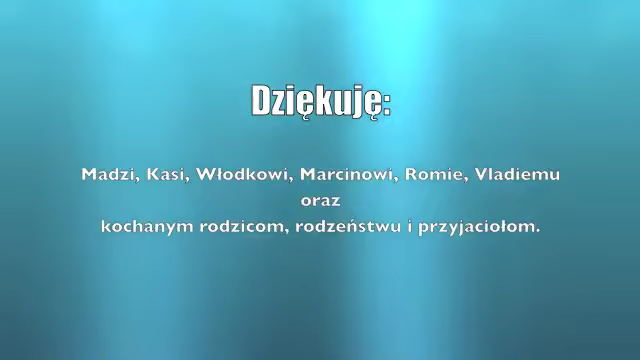 Dziękuję:
Madzi, Kasi, Włodkowi, Marcinowi, Romie, Vladiemu
oraz
kochanym rodzicom, rodzeństwu i przyjaciołom.